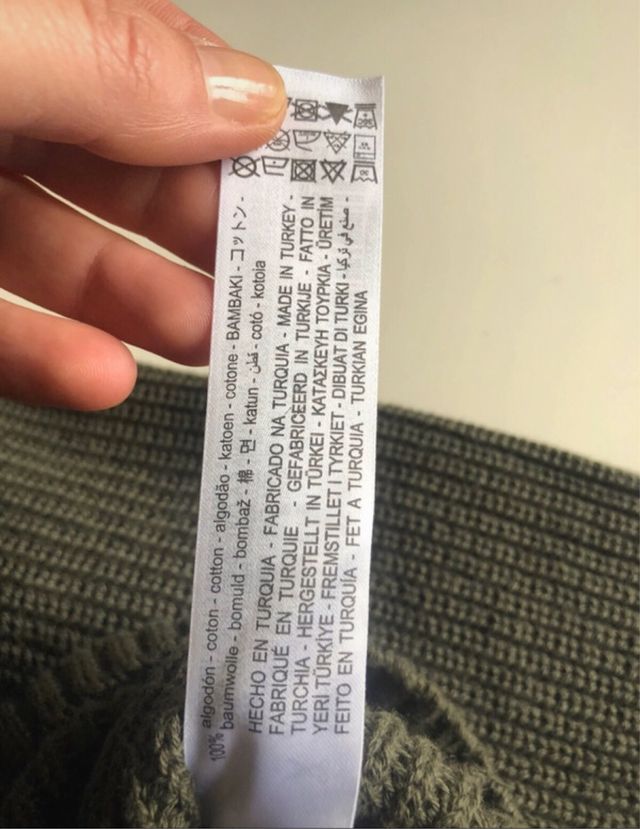 100% algodón - coton - cotton - algodão - katoen - cotone - BAMBAKI - コットン -
baumwolle - bomuld - bombaž - 棉 - 면 - katun - قطن - cotó - kotoia
HECHO EN TURQUIA - FABRICADO NA TURQUIA - MADE IN TURKEY -
FABRIQUÉ EN TURQUIE - GEFABRICEERD IN TURKIJE - FATTO IN
TURCHIA - HERGESTELLT IN TÜRKEI - ΚΑΤΑΣΚΕΥΗ ΤΟΥΡΚΙΑ - ÜRETİM
YERİ TÜRKİYE - FREMSTILLET I TYRKIET - DIBUAT DI TURKI - صنع في تركيا -
FEITO EN TURQUÍA - FET A TURQUIA - TURKIAN EGINA